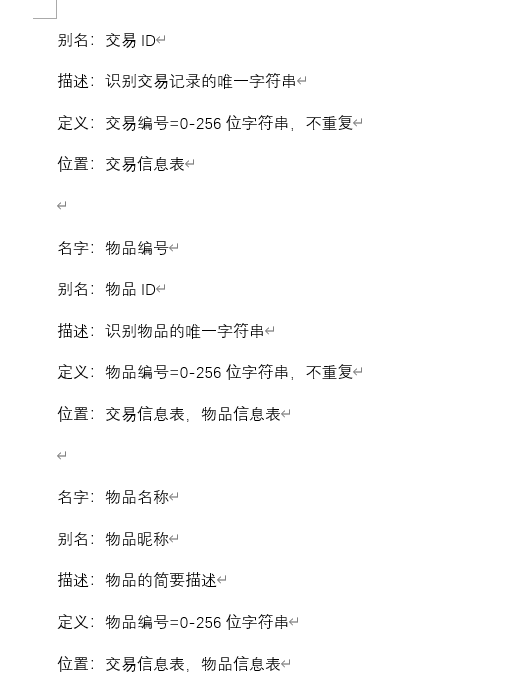 别名：交易 ID
描述：识别交易记录的唯一字符串
定义：交易编号=0-256 位字符串，不重复
位置：交易信息表
名字：物品编号
别名：物品 ID
描述：识别物品的唯一字符串
定义：物品编号=0-256 位字符串，不重复
位置：交易信息表，物品信息表
名字：物品名称
别名：物品昵称
描述：物品的简要描述
定义：物品编号=0-256 位字符串
位置：交易信息表，物品信息表